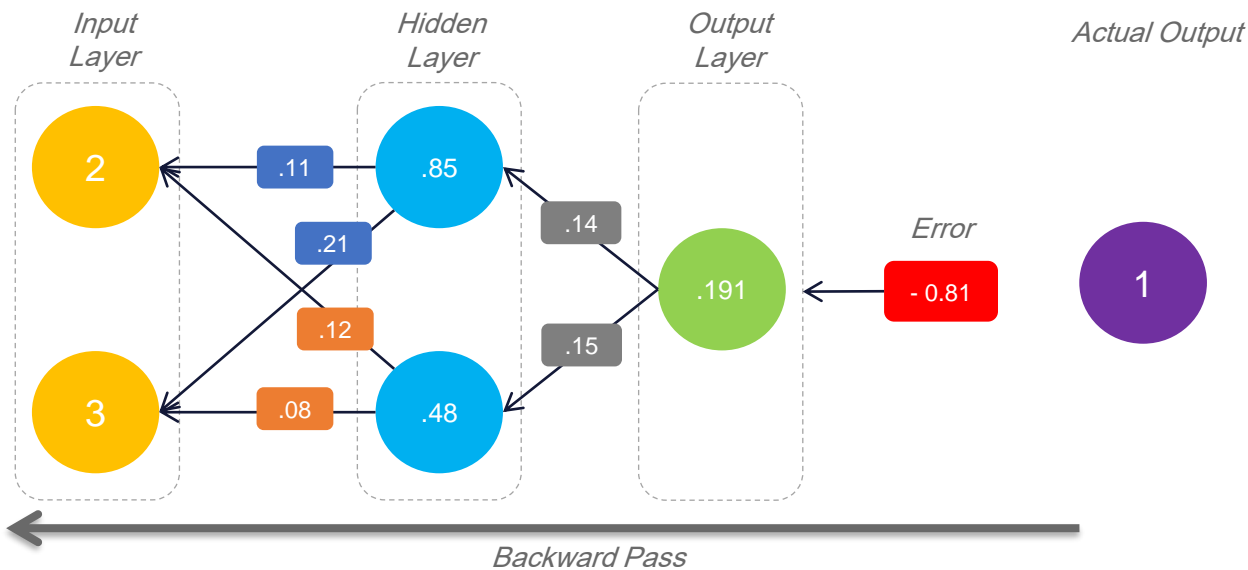 Input
Layer
Hidden
Layer
Output
Layer
Actual Output
2
.11
.85
.14
.21
Error
.191
- 0.81
1
.12
.15
3
.08
.48
Backward Pass